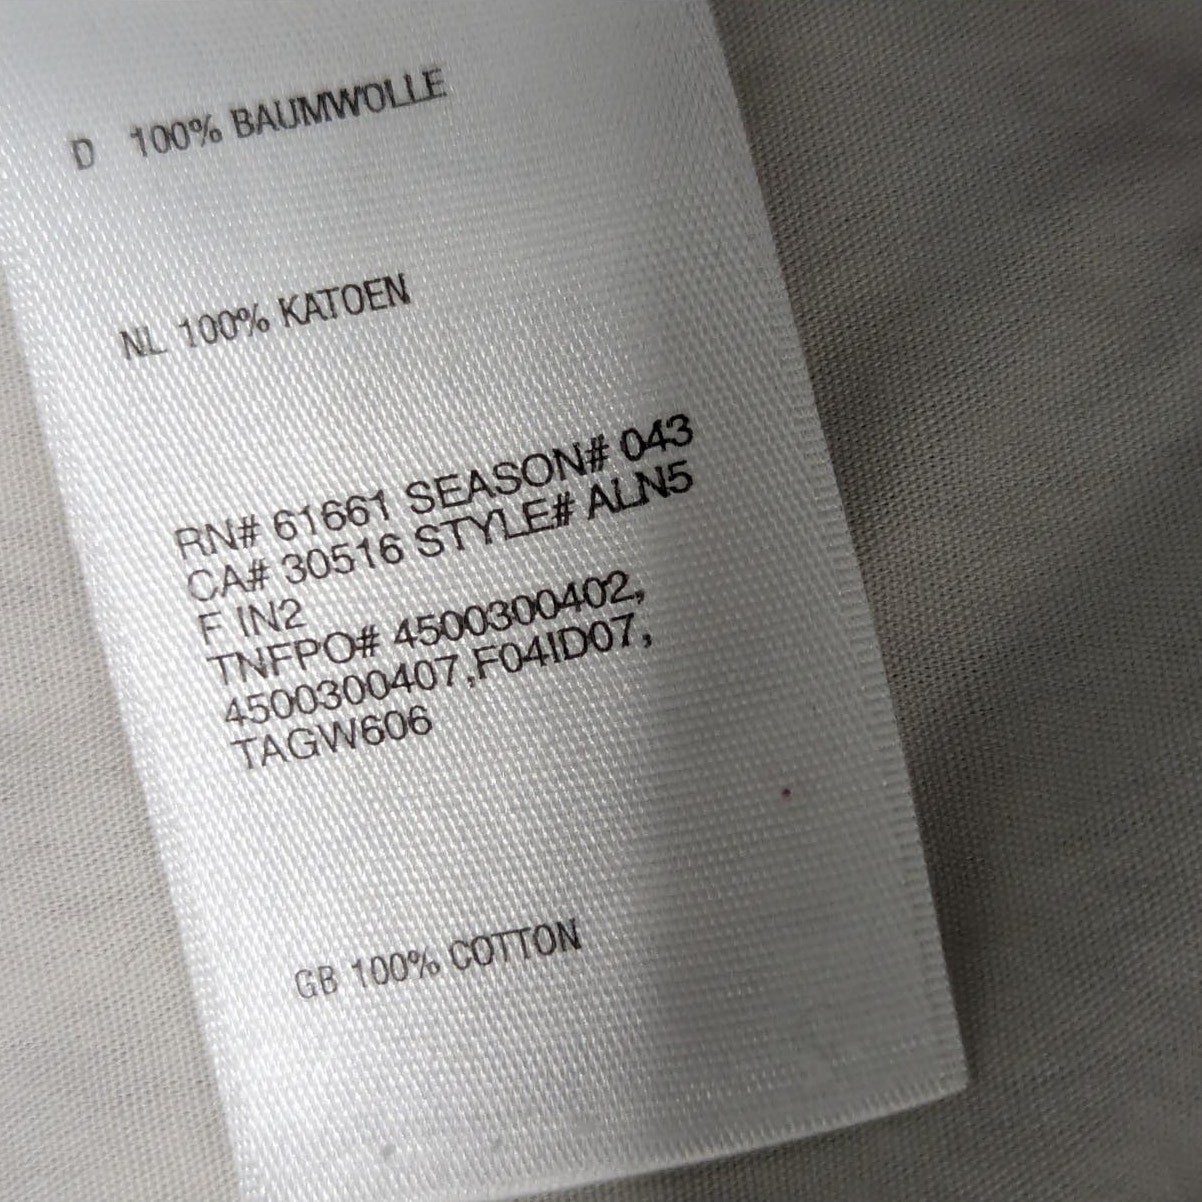 D 100% BAUMWOLLE
NL 100% KATOEN
RN# 61661 SEASON# 043
CA# 30516 STYLE# ALN5
F IN2
TNFPO# 4500300402,
4500300407,F04ID07,
TAGW606
GB 100% COTTON